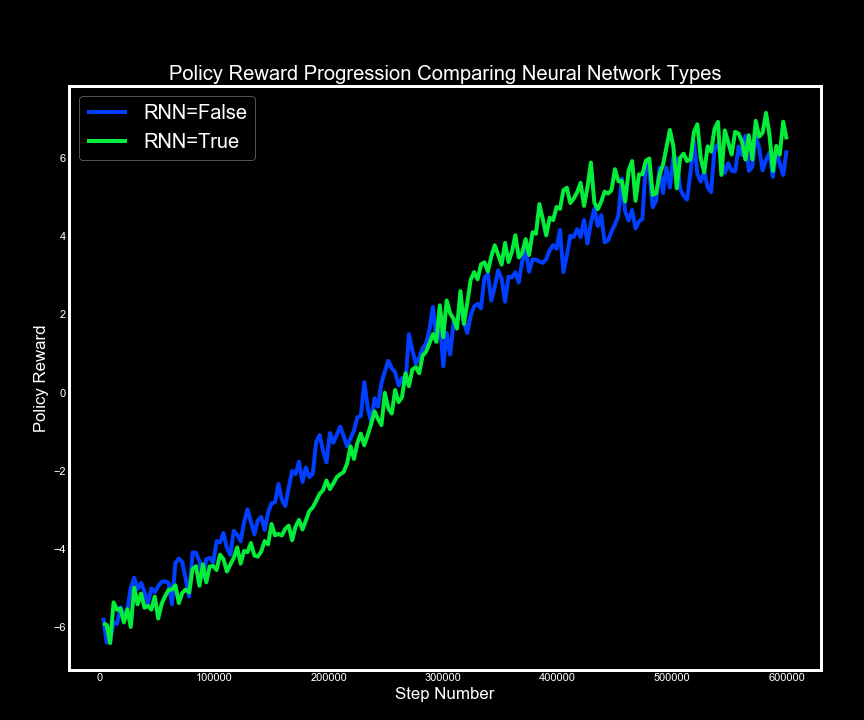 Policy Reward Progression Comparing Neural Network Types
RNN=False
RNN=True
Policy Reward
6
4
2
0
−2
−4
−6
0 100000 200000 300000 400000 500000 600000
Step Number